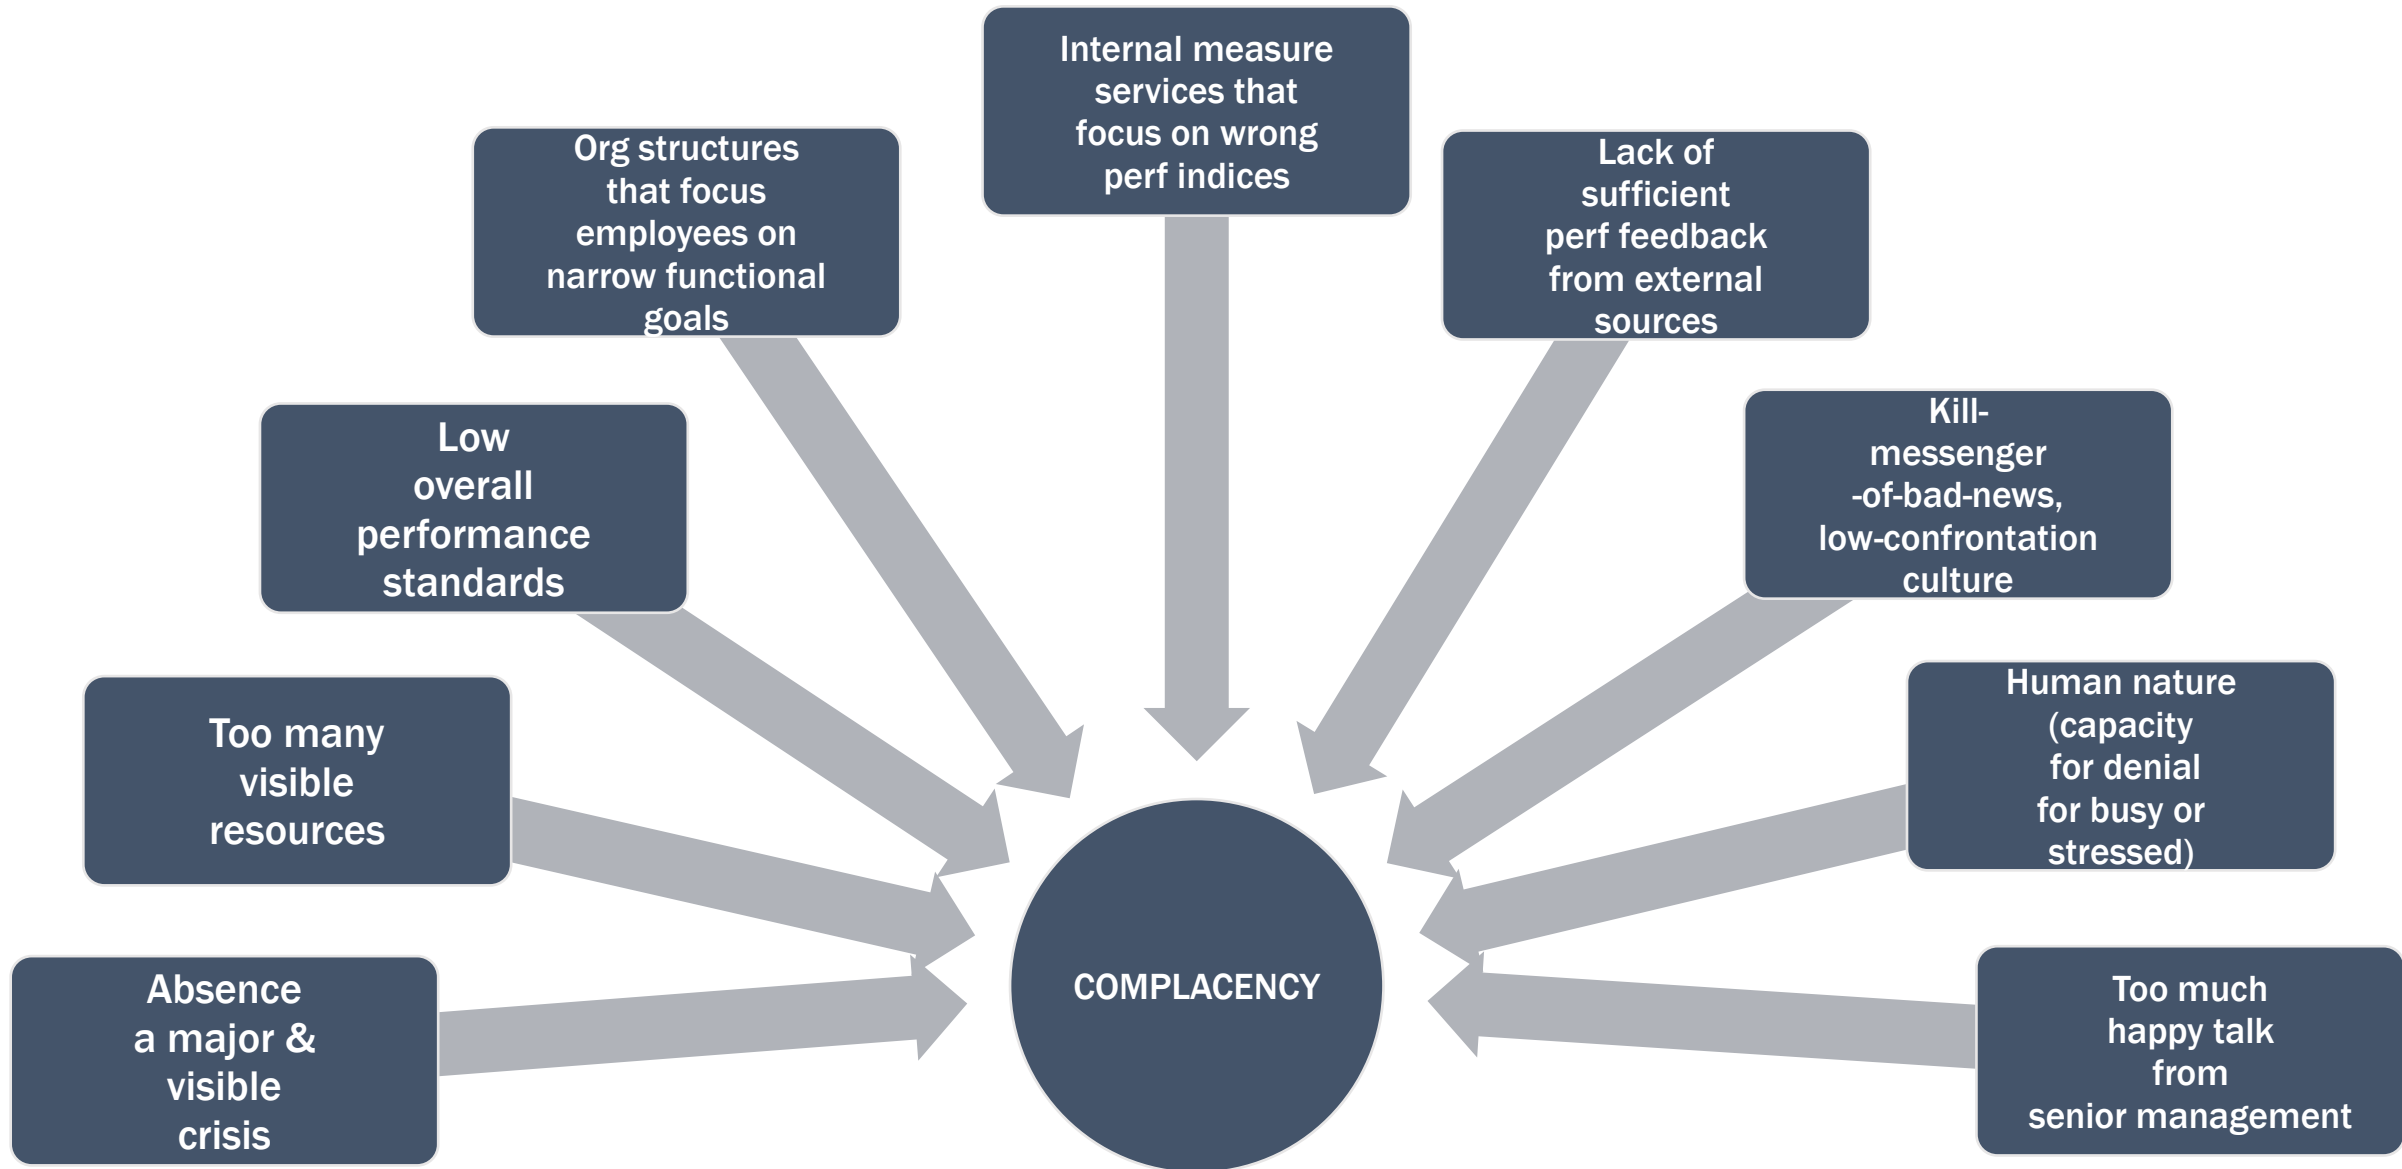 Internal measure
services that
focus on wrong
perf indices
Org structures
that focus
employees on
narrow functional
goals
Lack of
sufficient
perf feedback
from external
sources
Low
overall
performance
standards
Kill-
messenger
-of-bad-news,
low-confrontation
culture
Too many
visible
resources
Human nature
(capacity
for denial
for busy or
stressed)
Absence
a major &
visible
crisis
COMPLACENCY
Too much
happy talk
from
senior management